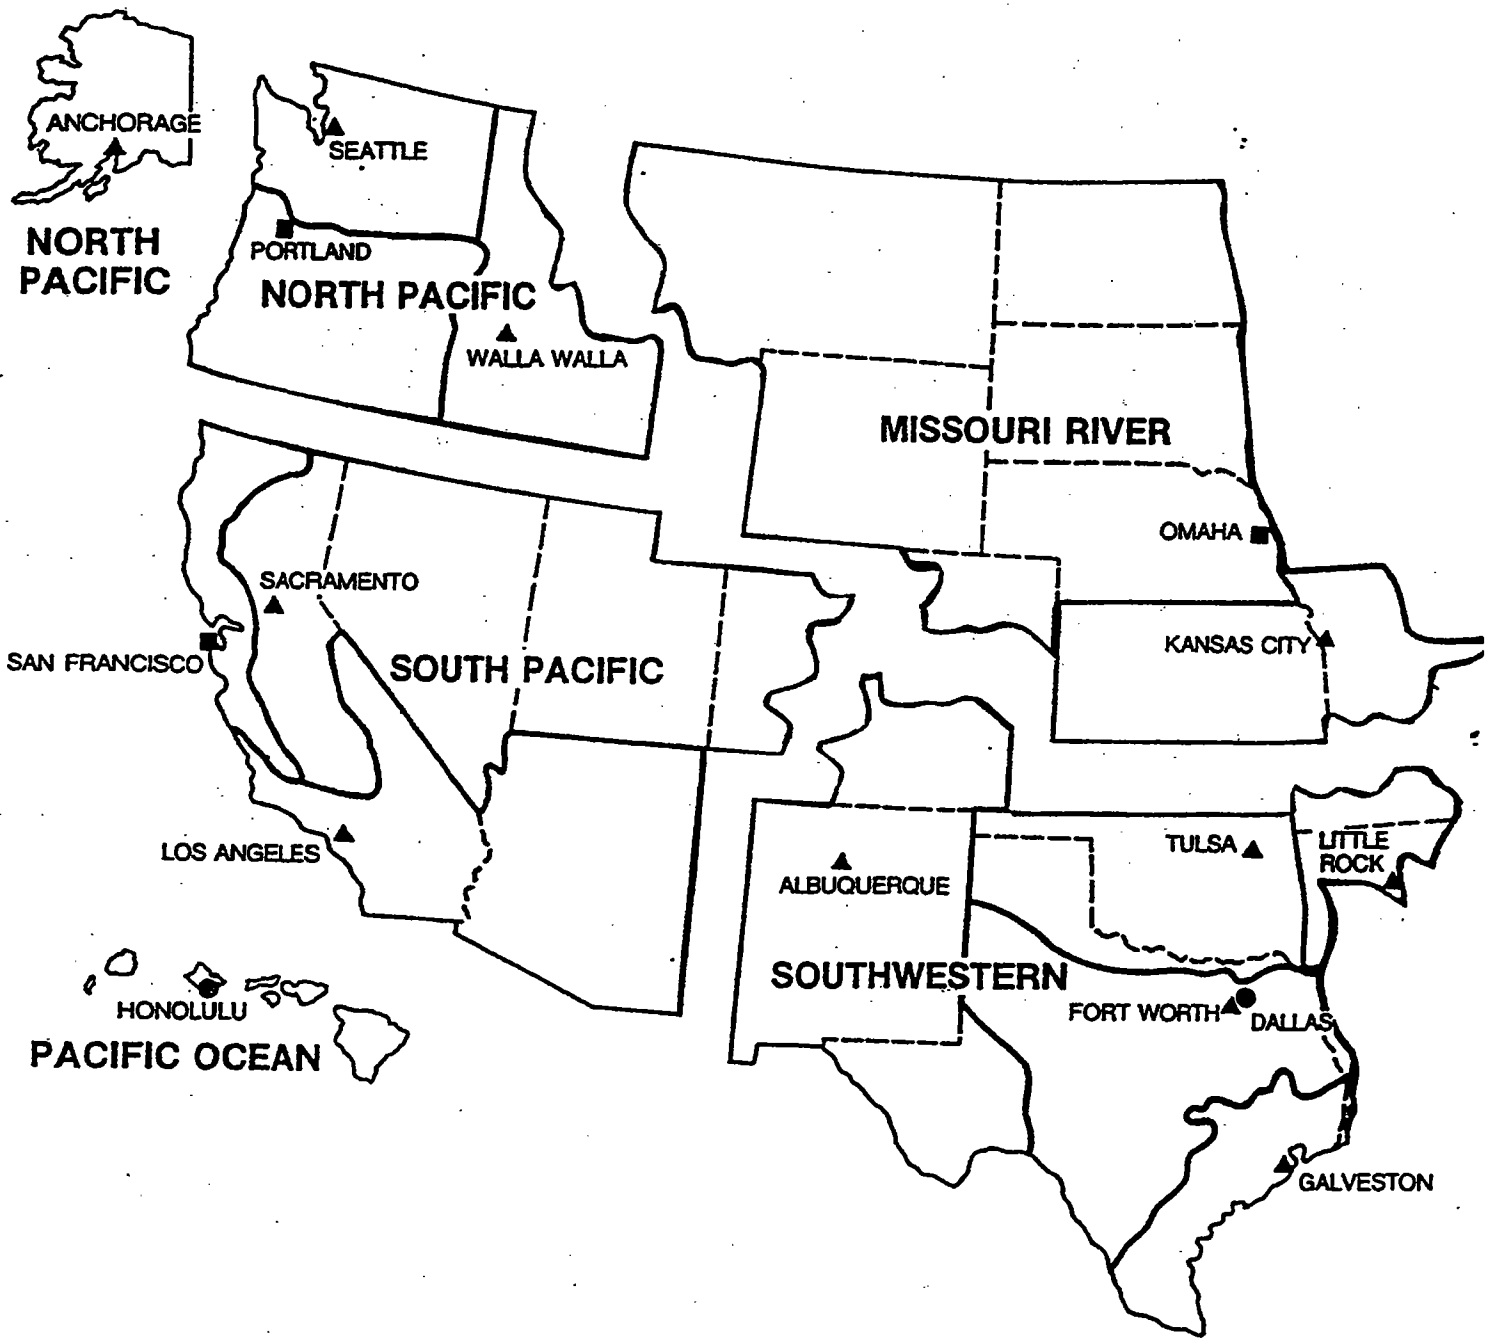 ANCHORAGE
NORTH
PACIFIC
SEATTLE
PORTLAND
NORTH PACIFIC
WALLA WALLA
MISSOURI RIVER
OMAHA
KANSAS CITY
SACRAMENTO
SAN FRANCISCO
SOUTH PACIFIC
LOS ANGELES
HONOLULU
PACIFIC OCEAN
TULSA
LITTLE
ROCK
ALBUQUERQUE
SOUTHWESTERN
FORT WORTH
DALLAS
GALVESTON